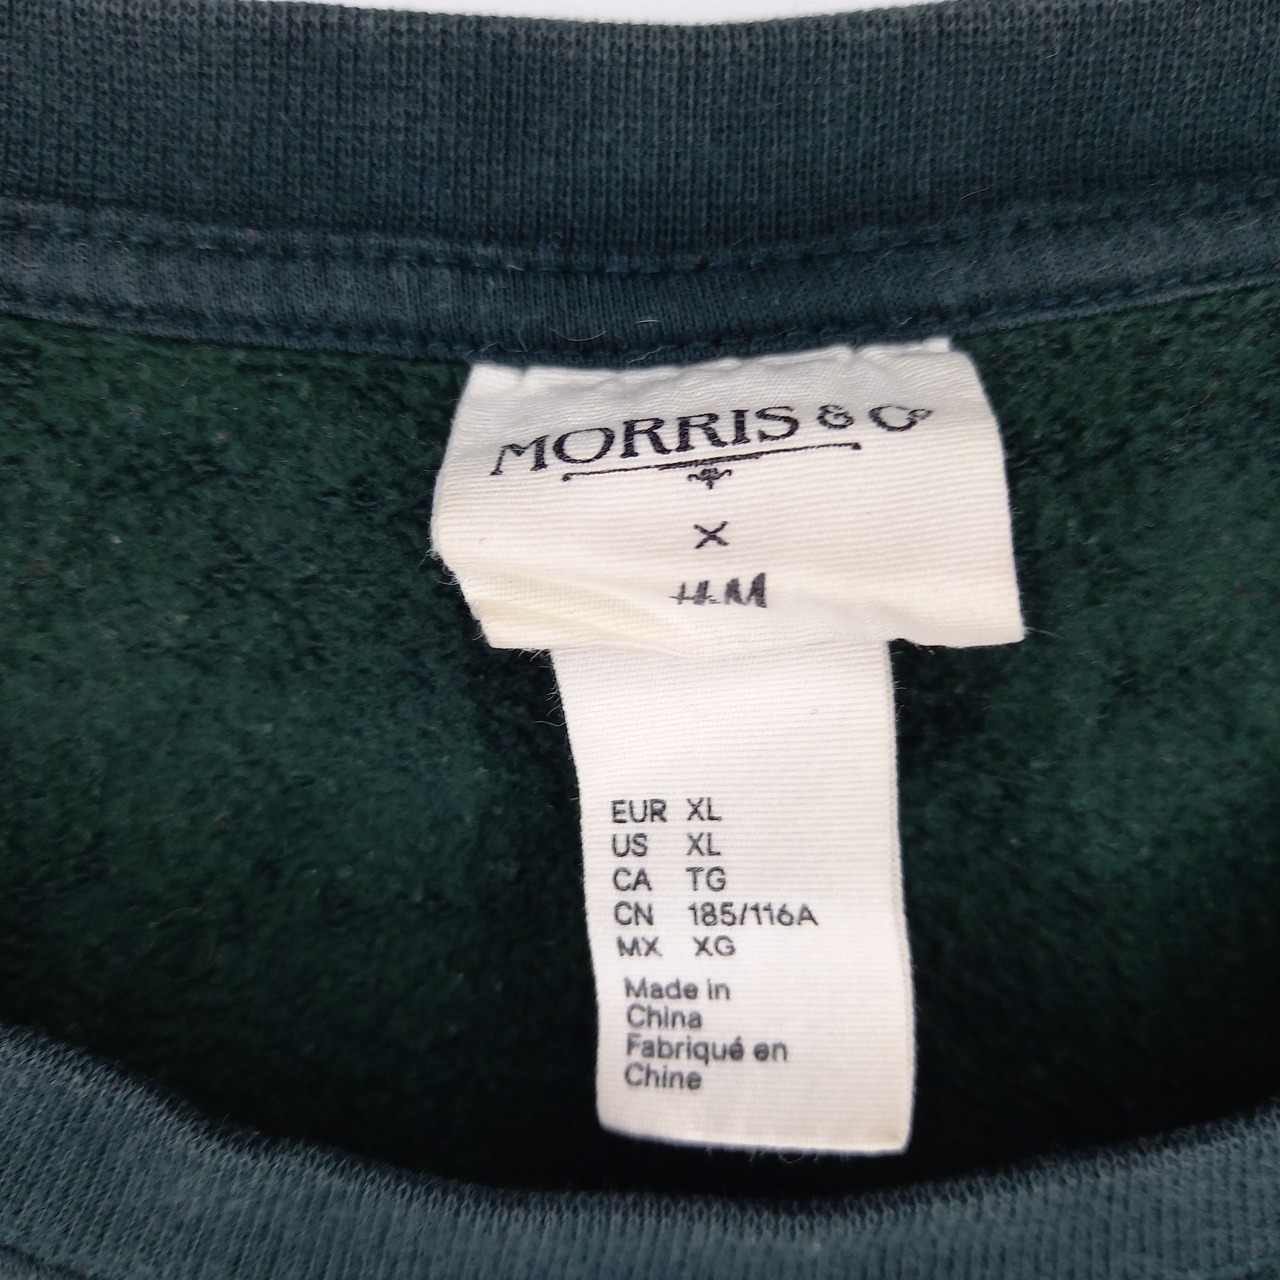 MORRIS & Co
X
H&M
EUR XL
US XL
CA TG
CN 185/116A
MX XG
Made in
China
Fabriqué en
Chine